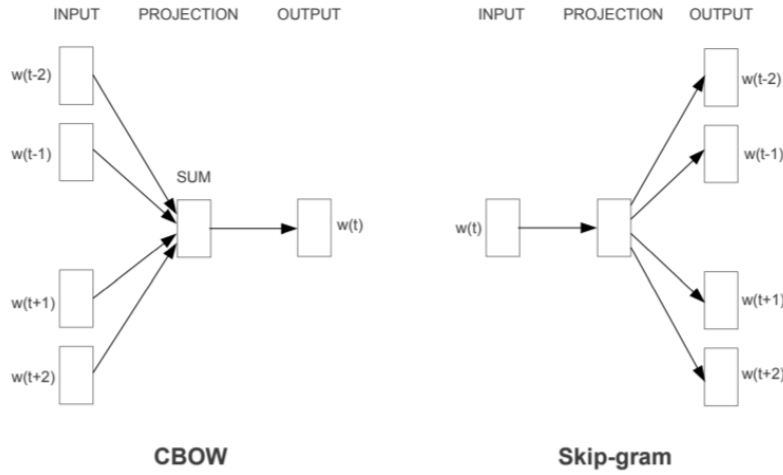 INPUT PROJECTION OUTPUT
w(t-2)
w(t-1)
SUM
w(t)
w(t+1)
w(t+2)
CBOW
INPUT PROJECTION OUTPUT
w(t-2)
w(t-1)
w(t)
w(t+1)
w(t+2)
Skip-gram